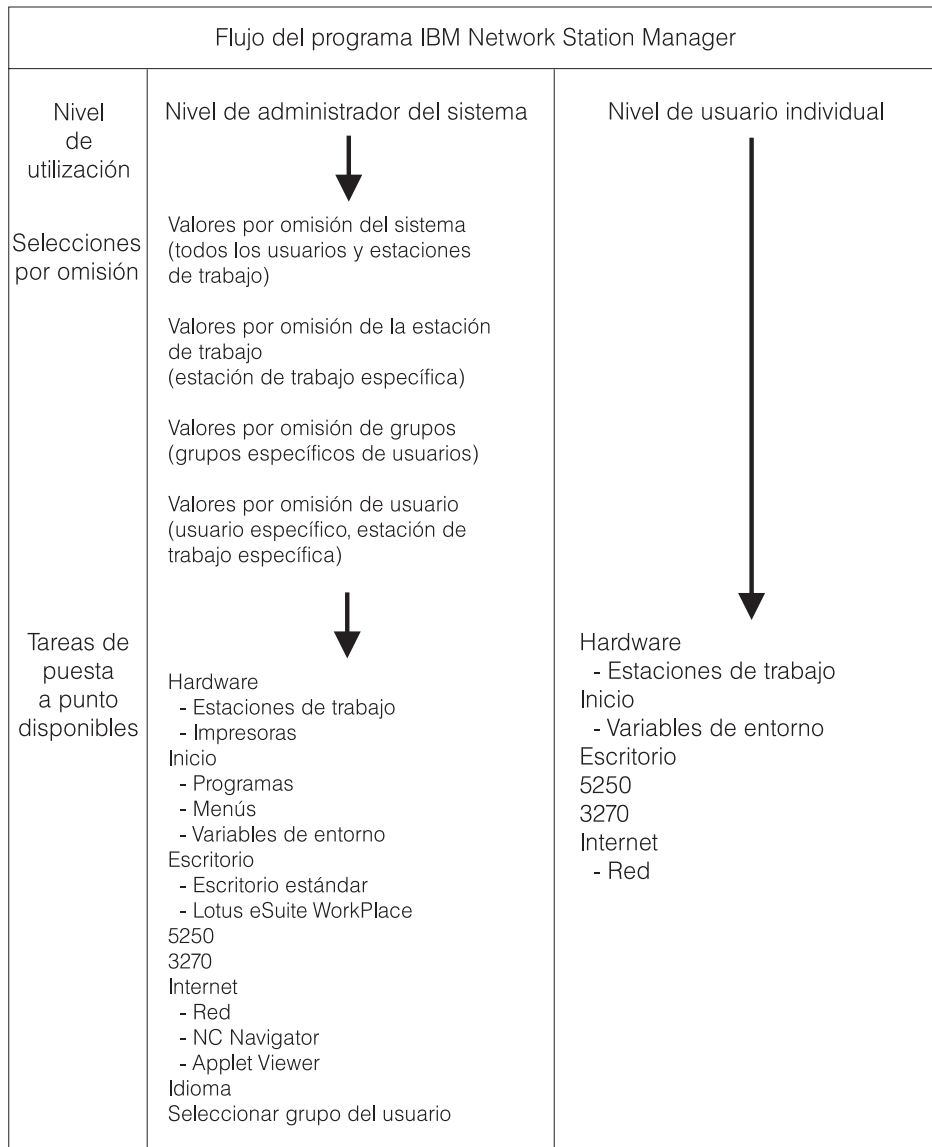 Flujo del programa IBM Network Station Manager
Nivel
de
utilización
Nivel de administrador del sistema
Nivel de usuario individual
Selecciones
por omisión
Valores por omisión del sistema
(todos los usuarios y estaciones
de trabajo)
Valores por omisión de la estación
de trabajo
(estación de trabajo específica)
Valores por omisión de grupos
(grupos específicos de usuarios)
Valores por omisión de usuario
(usuario específico, estación de
trabajo específica)
Tareas de
puesta
a punto
disponibles
Hardware
- Estaciones de trabajo
- Impresoras
Inicio
- Programas
- Menús
- Variables de entorno
Escritorio
- Escritorio estándar
- Lotus eSuite WorkPlace
5250
3270
Internet
- Red
- NC Navigator
- Applet Viewer
Idioma
Seleccionar grupo del usuario
Hardware
- Estaciones de trabajo
Inicio
- Variables de entorno
Escritorio
5250
3270
Internet
- Red